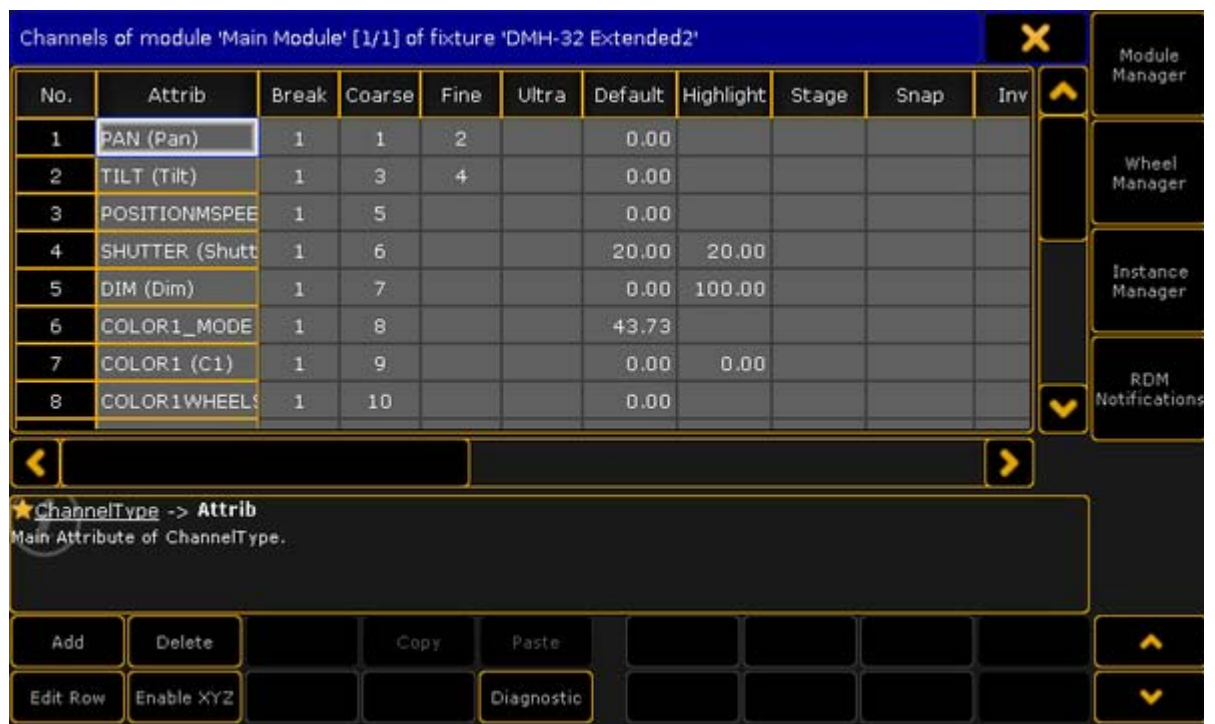 Channels of module 'Main Module' [1/1] of fixture 'DMH-32 Extended2'
Module Manager
No. Attrib Break Coarse Fine Ultra Default Highlight Stage Snap Inv
1 PAN (Pan) 1 1 2 0.00
2 TILT (Tilt) 1 3 4 0.00
Wheel Manager
3 POSITIONMSPEE 1 5 0.00
4 SHUTTER (Shutt 1 6 20.00 20.00
Instance Manager
5 DIM (Dim) 1 7 0.00 100.00
6 COLOR1_MODE 1 8 43.73
7 COLOR1 (C1) 1 9 0.00 0.00
RDM Notifications
8 COLOR1WHEELS 1 10 0.00
ChannelType -> Attrib
Main Attribute of ChannelType.
Add Delete Copy Paste
Edit Row Enable XYZ Diagnostic